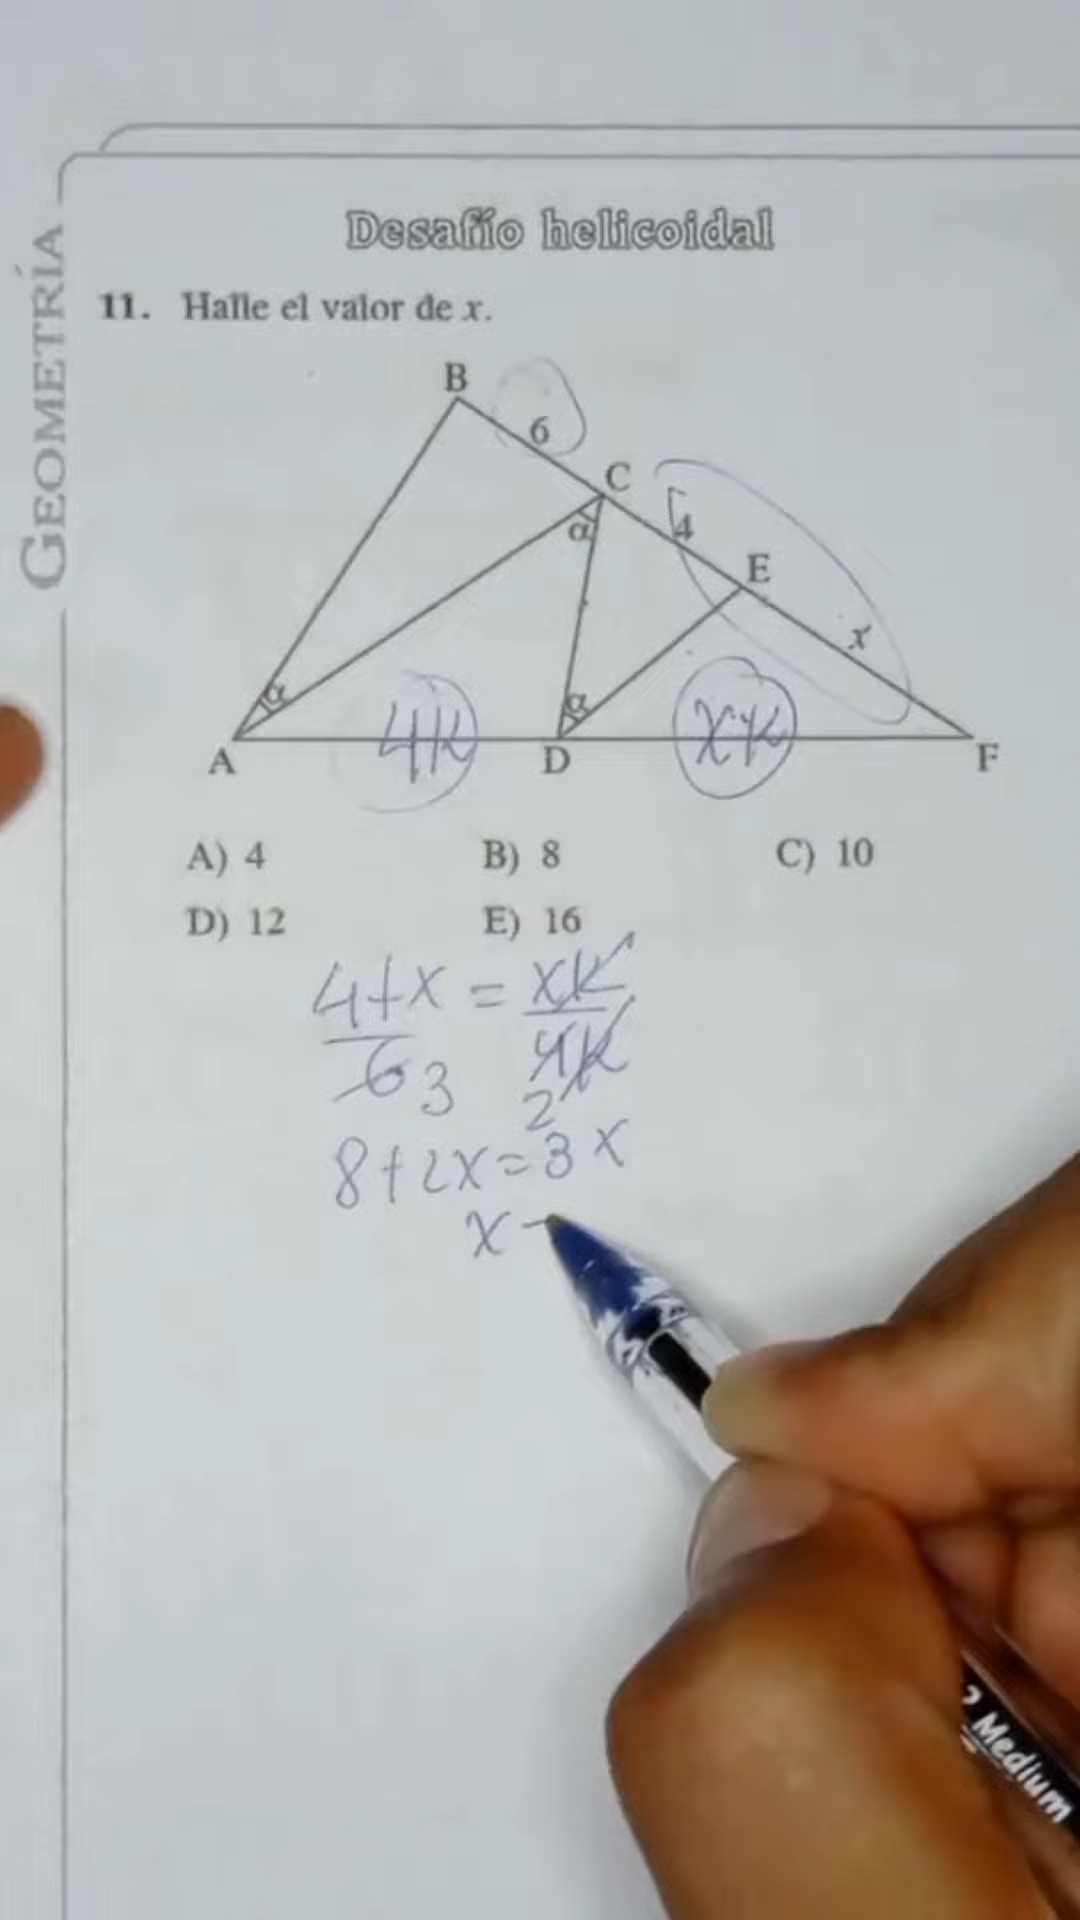 GEOMETRÍA
Desafío helicoidal
11. Halle el valor de x.
B
6
C
α
4
E
x
α
α
4k
xk
A
D
F
A) 4 B) 8 C) 10
D) 12 E) 16
4+x = xk
6 3 4k
2
8+2x=3x
x -
2 Medium